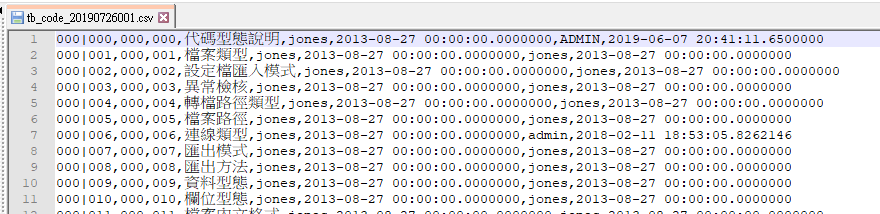 tb_code_20190726001.csv
1 000|000,000,000,代碼型態說明,jones,2013-08-27 00:00:00.0000000,ADMIN,2019-06-07 20:41:11.6500000
2 000|001,000,001,檔案類型,jones,2013-08-27 00:00:00.0000000,jones,2013-08-27 00:00:00.0000000
3 000|002,000,002,設定檔匯入模式,jones,2013-08-27 00:00:00.0000000,jones,2013-08-27 00:00:00.0000000
4 000|003,000,003,異常檢核,jones,2013-08-27 00:00:00.0000000,jones,2013-08-27 00:00:00.0000000
5 000|004,000,004,轉檔路徑類型,jones,2013-08-27 00:00:00.0000000,jones,2013-08-27 00:00:00.0000000
6 000|005,000,005,檔案路徑,jones,2013-08-27 00:00:00.0000000,jones,2013-08-27 00:00:00.0000000
7 000|006,000,006,連線類型,jones,2013-08-27 00:00:00.0000000,admin,2018-02-11 18:53:05.8262146
8 000|007,000,007,匯出模式,jones,2013-08-27 00:00:00.0000000,jones,2013-08-27 00:00:00.0000000
9 000|008,000,008,匯出方法,jones,2013-08-27 00:00:00.0000000,jones,2013-08-27 00:00:00.0000000
10 000|009,000,009,資料型態,jones,2013-08-27 00:00:00.0000000,jones,2013-08-27 00:00:00.0000000
11 000|010,000,010,欄位型態,jones,2013-08-27 00:00:00.0000000,jones,2013-08-27 00:00:00.0000000